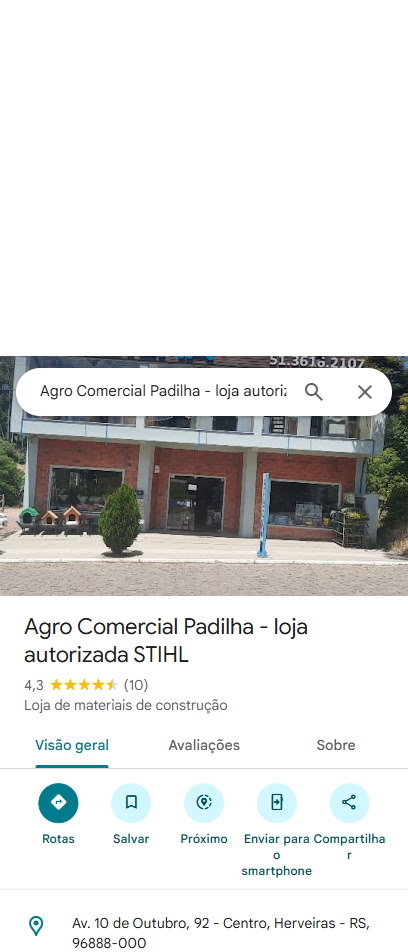 51.3616.2107
Agro Comercial Padilha - loja autoriz
Agro Comercial Padilha - loja
autorizada STIHL
4,3 (10)
Loja de materiais de construção
Visão geral Avaliações Sobre
Rotas Salvar Próximo Enviar para o smartphone Compartilhar
Av. 10 de Outubro, 92 - Centro, Herveiras - RS,
96888-000